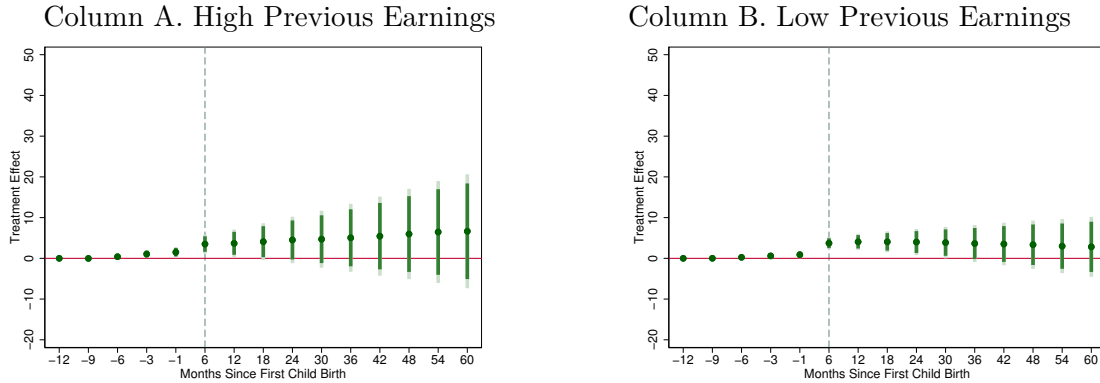 Column A. High Previous Earnings
Treatment Effect
50
40
30
20
10
0
−10
−20
−12 −9 −6 −3 −1 6 12 18 24 30 36 42 48 54 60
Months Since First Child Birth
Column B. Low Previous Earnings
Treatment Effect
50
40
30
20
10
0
−10
−20
−12 −9 −6 −3 −1 6 12 18 24 30 36 42 48 54 60
Months Since First Child Birth